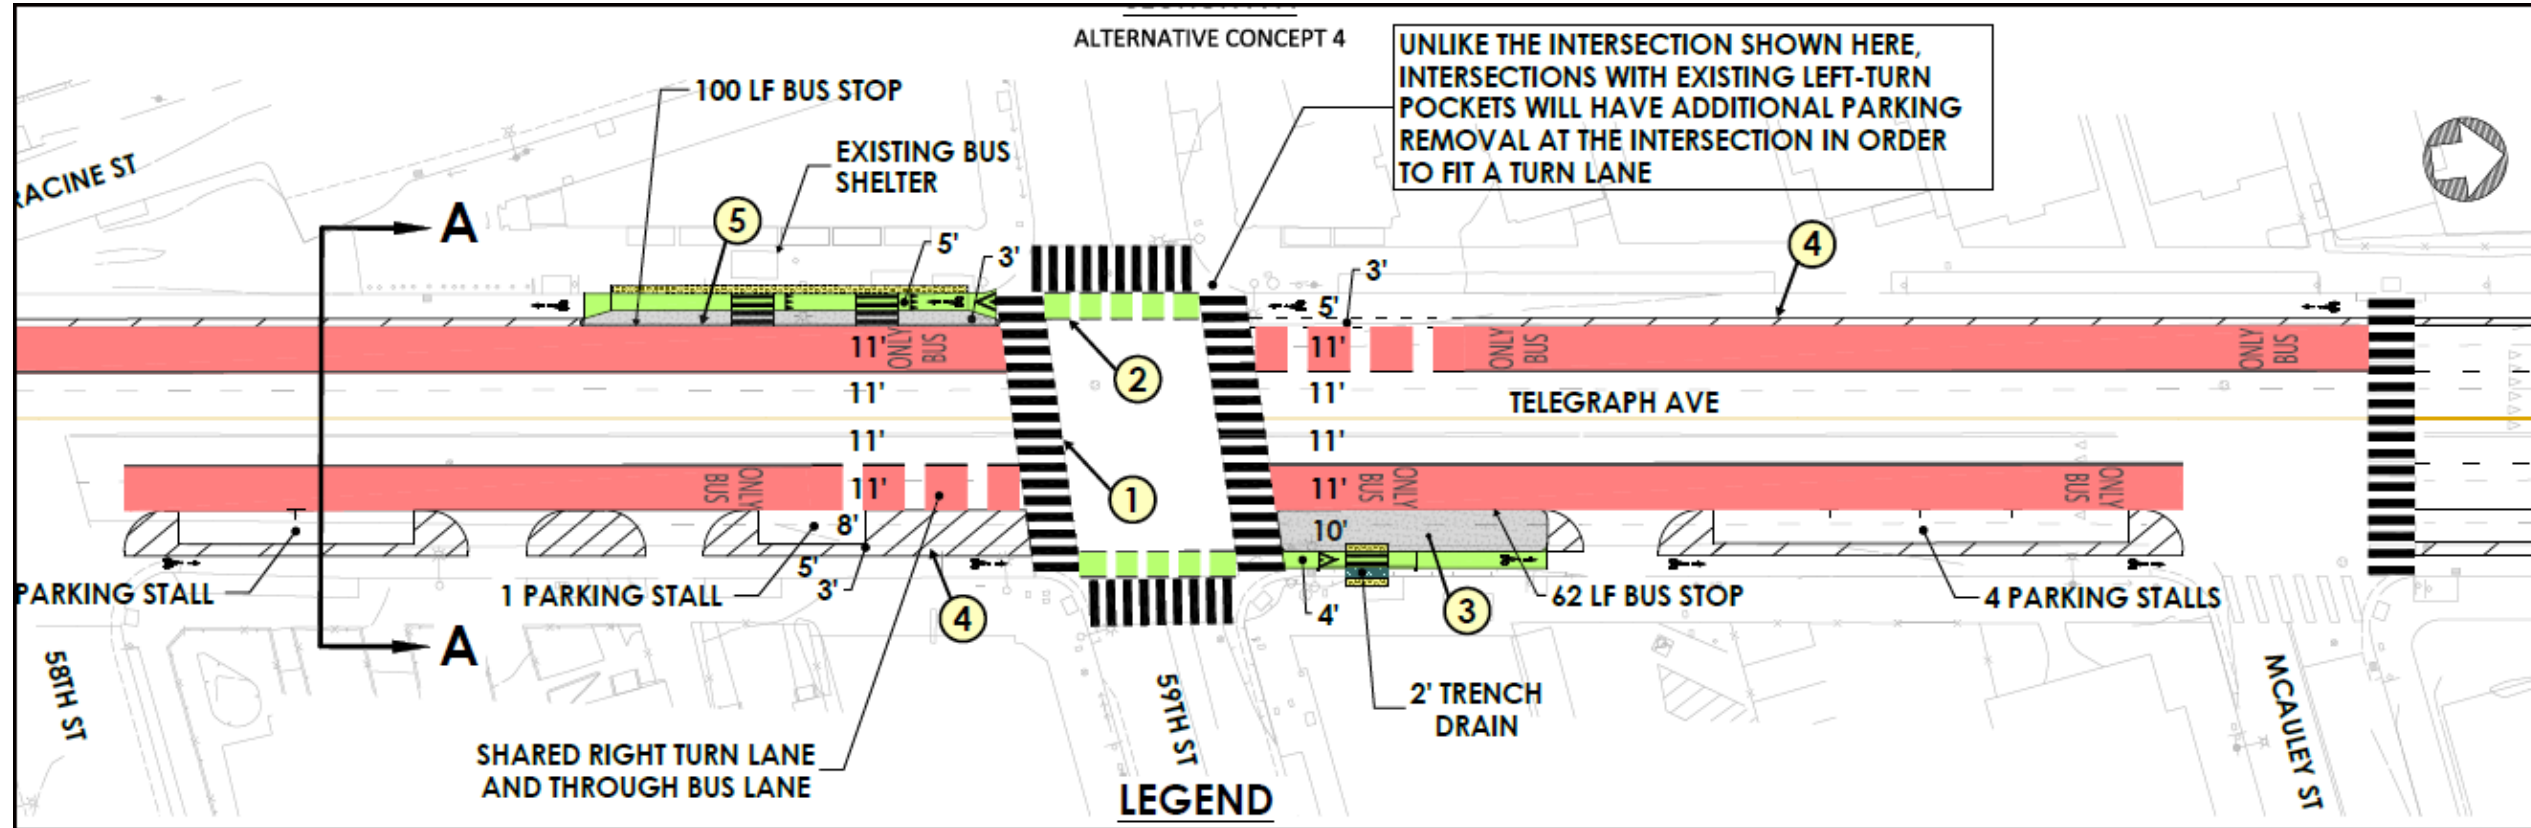 ALTERNATIVE CONCEPT 4
UNLIKE THE INTERSECTION SHOWN HERE,
INTERSECTIONS WITH EXISTING LEFT-TURN
POCKETS WILL HAVE ADDITIONAL PARKING
REMOVAL AT THE INTERSECTION IN ORDER
TO FIT A TURN LANE
100 LF BUS STOP
EXISTING BUS
SHELTER
RACINE ST
A
5
5'
3'
4
3'
5'
11'
ONLY
BUS
11'
ONLY
BUS
ONLY
BUS
2
11'
11'
TELEGRAPH AVE
11'
11'
BUS
ONLY
11'
1
11'
BUS
ONLY
BUS
ONLY
8'
10'
5'
3'
4'
PARKING STALL
1 PARKING STALL
4
3
62 LF BUS STOP
4 PARKING STALLS
A
58TH ST
59TH ST
2' TRENCH
DRAIN
MCAULEY ST
SHARED RIGHT TURN LANE
AND THROUGH BUS LANE
LEGEND